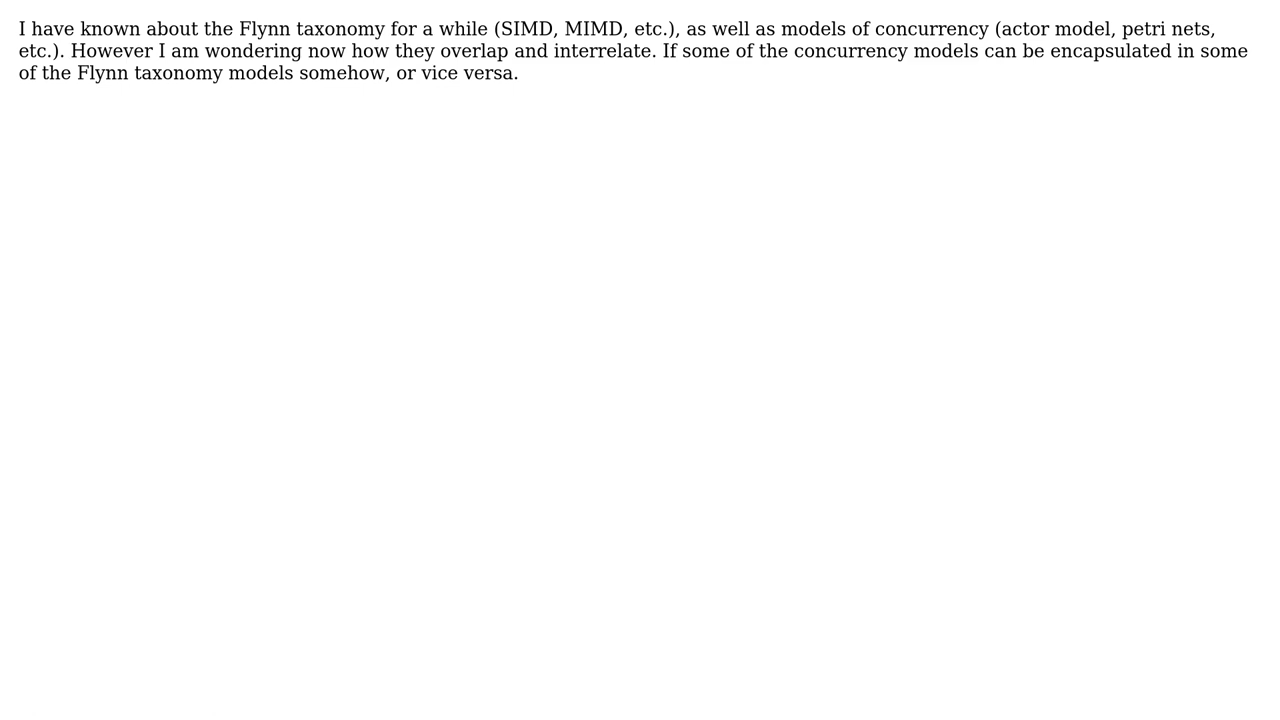 I have known about the Flynn taxonomy for a while (SIMD, MIMD, etc.), as well as models of concurrency (actor model, petri nets,
etc.). However I am wondering now how they overlap and interrelate. If some of the concurrency models can be encapsulated in some
of the Flynn taxonomy models somehow, or vice versa.